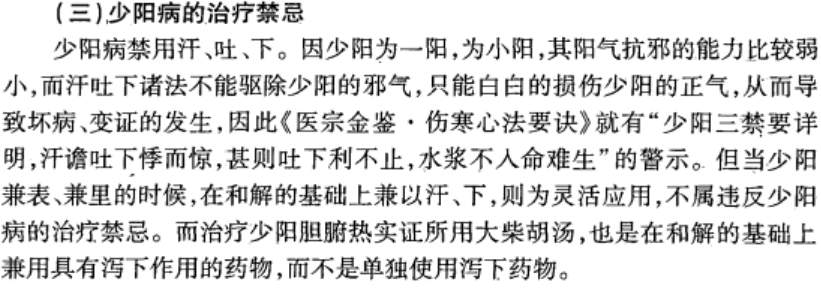 (三)少阳病的治疗禁忌
少阳病禁用汗、吐、下。因少阳为一阳,为小阳,其阳气抗邪的能力比较弱
小,而汗吐下诸法不能驱除少阳的邪气,只能白白的损伤少阳的正气,从而导
致坏病、变证的发生,因此《医宗金鉴·伤寒心法要诀》就有“少阳三禁要详
明,汗谵吐下悸而惊,甚则吐下利不止,水浆不入命难生”的警示。但当少阳
兼表、兼里的时候,在和解的基础上兼以汗、下,则为灵活应用,不属违反少阳
病的治疗禁忌。而治疗少阳胆腑热实证所用大柴胡汤,也是在和解的基础上
兼用具有泻下作用的药物,而不是单独使用泻下药物。